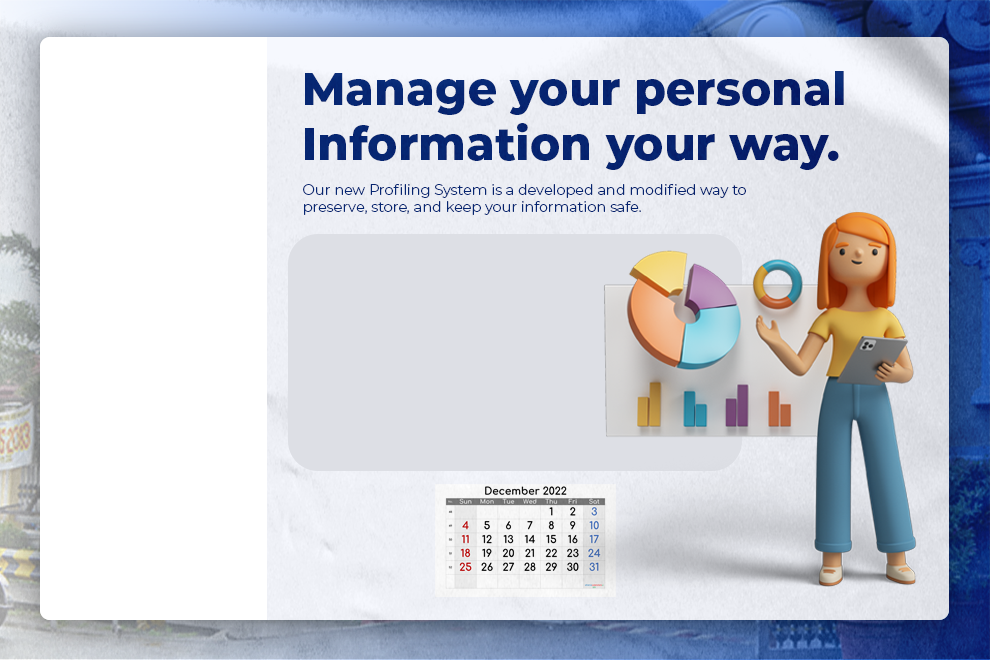 Manage your personal
Information your way.
Our new Profiling System is a developed and modified way to
preserve, store, and keep your information safe.
December 2022
Sun Mon Tue Wed Thu Fri Sat
1 2 3
4 5 6 7 8 9 10
11 12 13 14 15 16 17
18 19 20 21 22 23 24
25 26 27 28 29 30 31